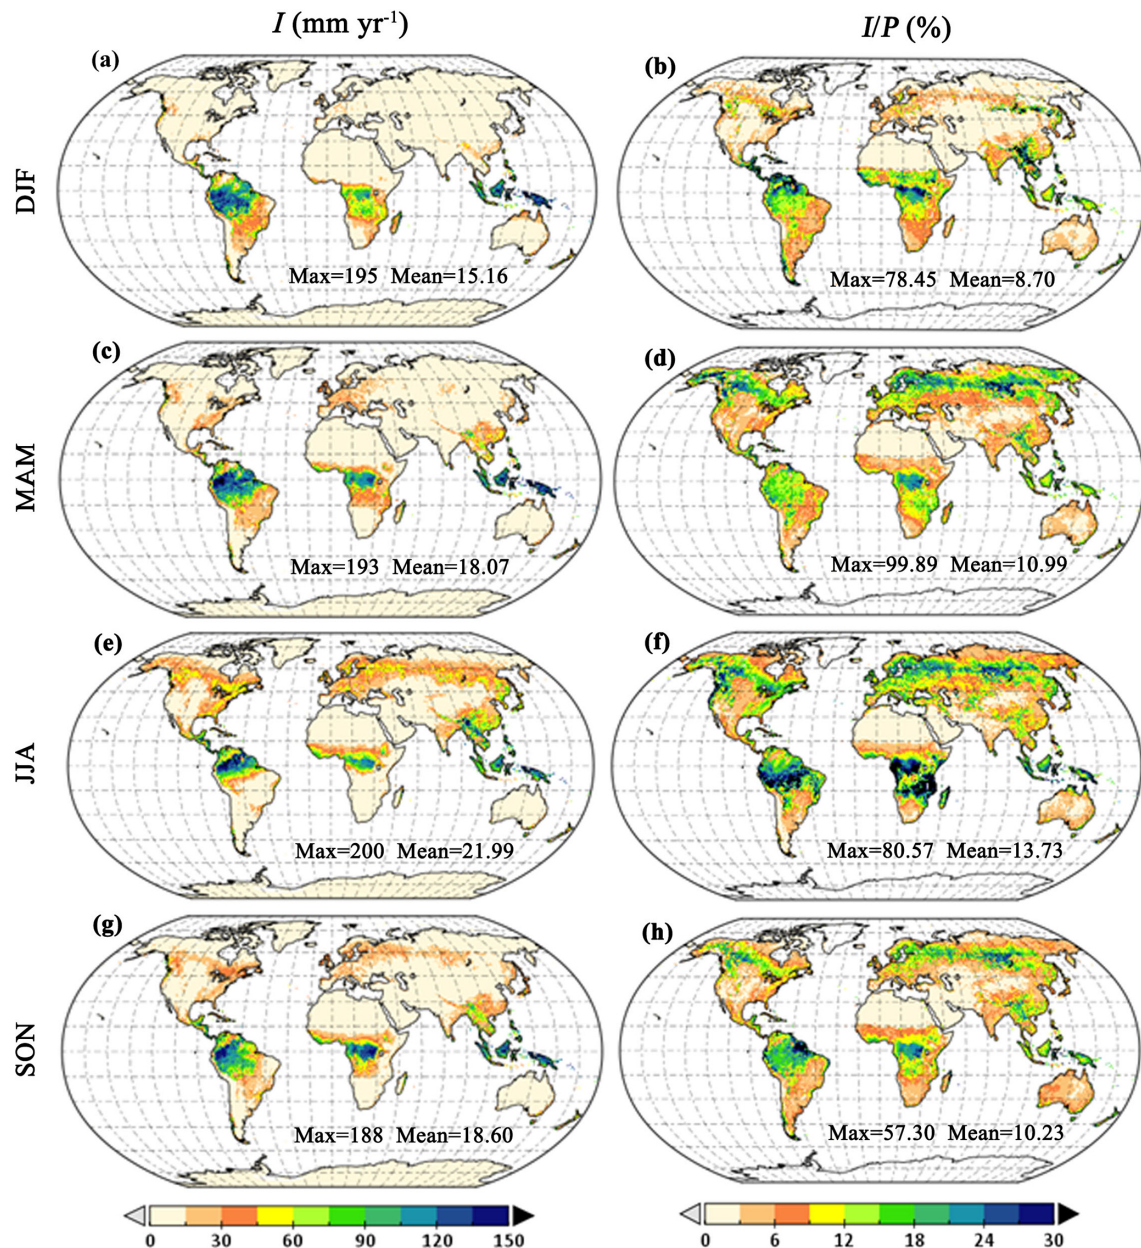 I (mm yr-1) I/P (%)
(a) (b)
DJF
Max=195 Mean=15.16 Max=78.45 Mean=8.70
(c) (d)
MAM
Max=193 Mean=18.07 Max=99.89 Mean=10.99
(e) (f)
JJA
Max=200 Mean=21.99 Max=80.57 Mean=13.73
(g) (h)
SON
Max=188 Mean=18.60 Max=57.30 Mean=10.23
0 30 60 90 120 150 0 6 12 18 24 30